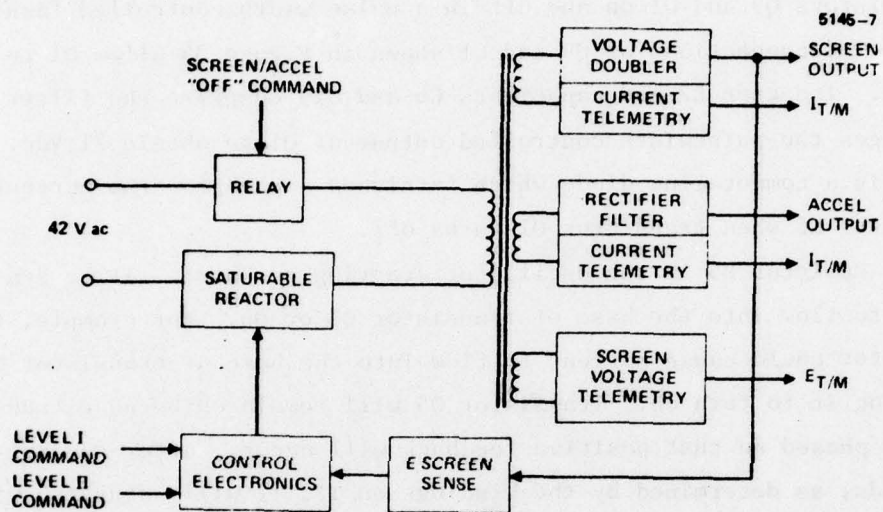 5145-7
SCREEN/ACCEL
"OFF" COMMAND
RELAY
42 V ac
SATURABLE
REACTOR
VOLTAGE
DOUBLER
CURRENT
TELEMETRY
SCREEN
OUTPUT
I T/M
RECTIFIER
FILTER
CURRENT
TELEMETRY
ACCEL
OUTPUT
I T/M
SCREEN
VOLTAGE
TELEMETRY
E T/M
LEVEL I
COMMAND
LEVEL II
COMMAND
CONTROL
ELECTRONICS
E SCREEN
SENSE